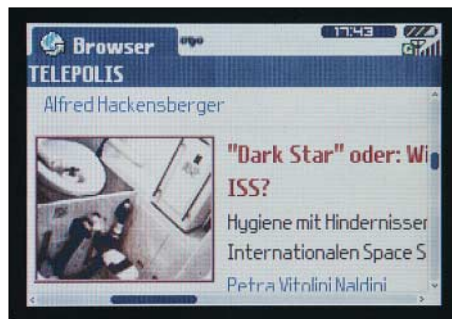 Browser
17:43
TELEPOLIS
Alfred Hackensberger
"Dark Star" oder: Wi
ISS?
Hygiene mit Hindernisser
Internationalen Space S
Petra Vitolini Naldini